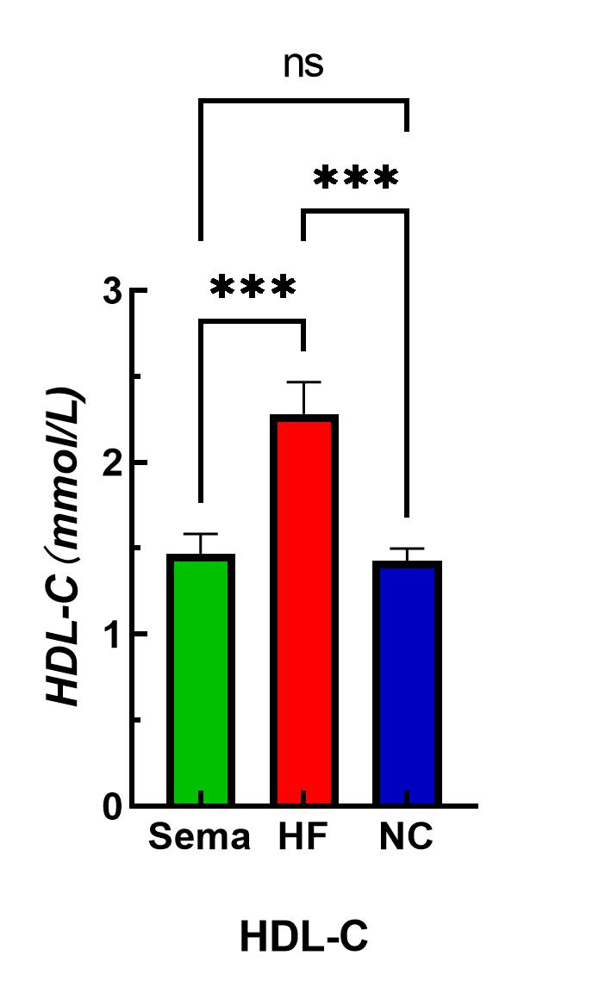 ns
***
***
3
2
1
0
HDL-C（mmol/L)
Sema HF NC
HDL-C